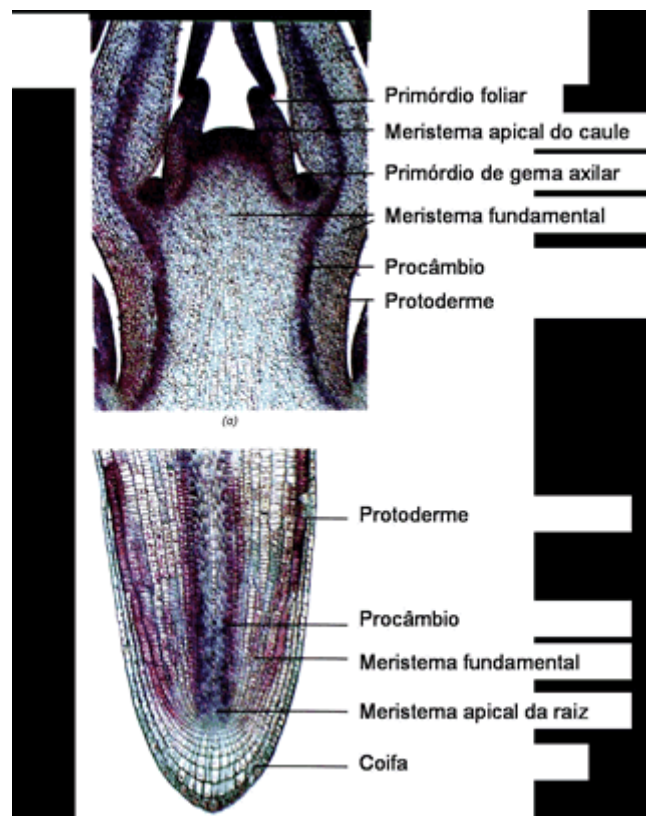 Primórdio foliar
Meristema apical do caule
Primórdio de gema axilar
Meristema fundamental
Procâmbio
Protoderme
(a)
Protoderme
Procâmbio
Meristema fundamental
Meristema apical da raiz
Coifa